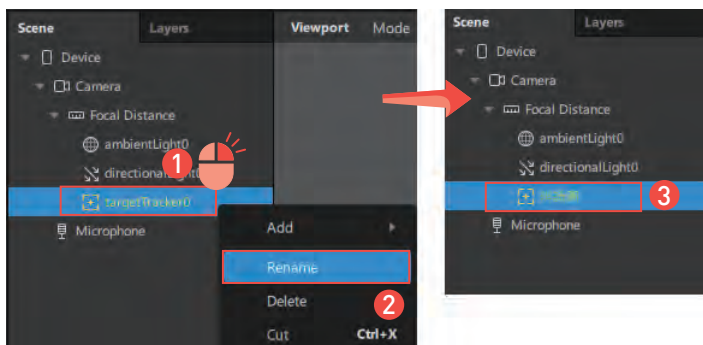 Scene Layers Viewport Mode
Device
Camera
Focal Distance
ambientLight0
1
directionalLight0
targetTracker0
Microphone
Add
Rename
Delete
2
Cut Ctrl+X
Scene Layers
Device
Camera
Focal Distance
ambientLight0
directionalLight0
3
Microphone